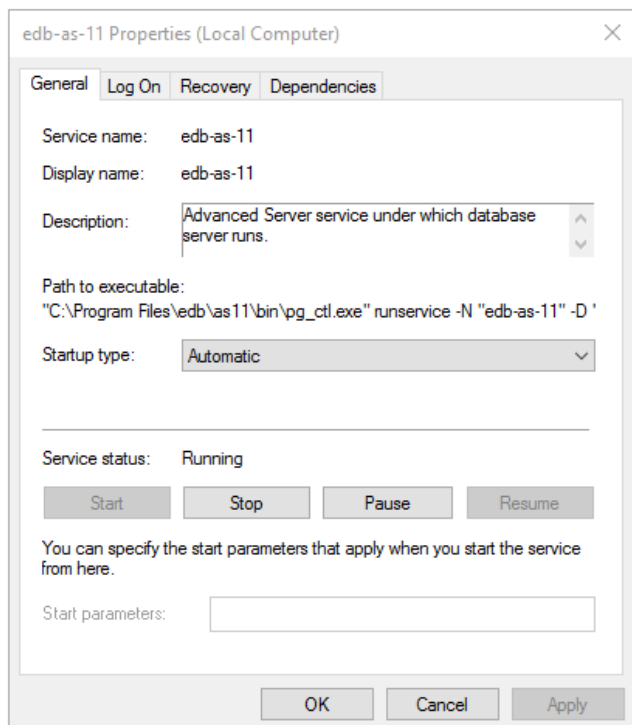 edb-as-11 Properties (Local Computer)
General Log On Recovery Dependencies
Service name: edb-as-11
Display name: edb-as-11
Description: Advanced Server service under which database
server runs.
Path to executable:
"C:\Program Files\edb\as11\bin\pg_ctl.exe" runservice -N "edb-as-11" -D '
Startup type: Automatic
Service status: Running
Start Stop Pause Resume
You can specify the start parameters that apply when you start the service
from here.
Start parameters:
OK Cancel Apply